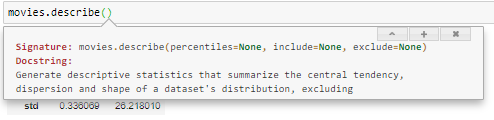 movies.describe()
Signature: movies.describe(percentiles=None, include=None, exclude=None)
Docstring:
Generate descriptive statistics that summarize the central tendency,
dispersion and shape of a dataset's distribution, excluding
std 0.336069 26.218010